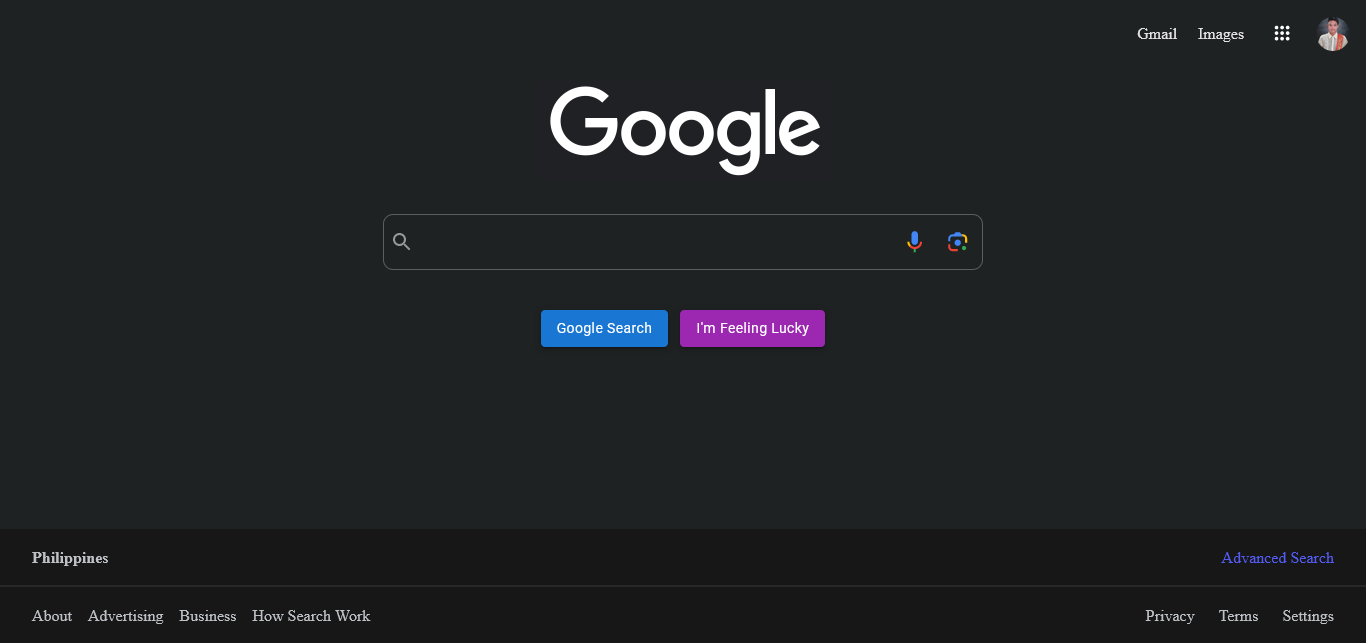 Gmail Images
Google
Google Search I'm Feeling Lucky
Philippines Advanced Search
About Advertising Business How Search Work Privacy Terms Settings